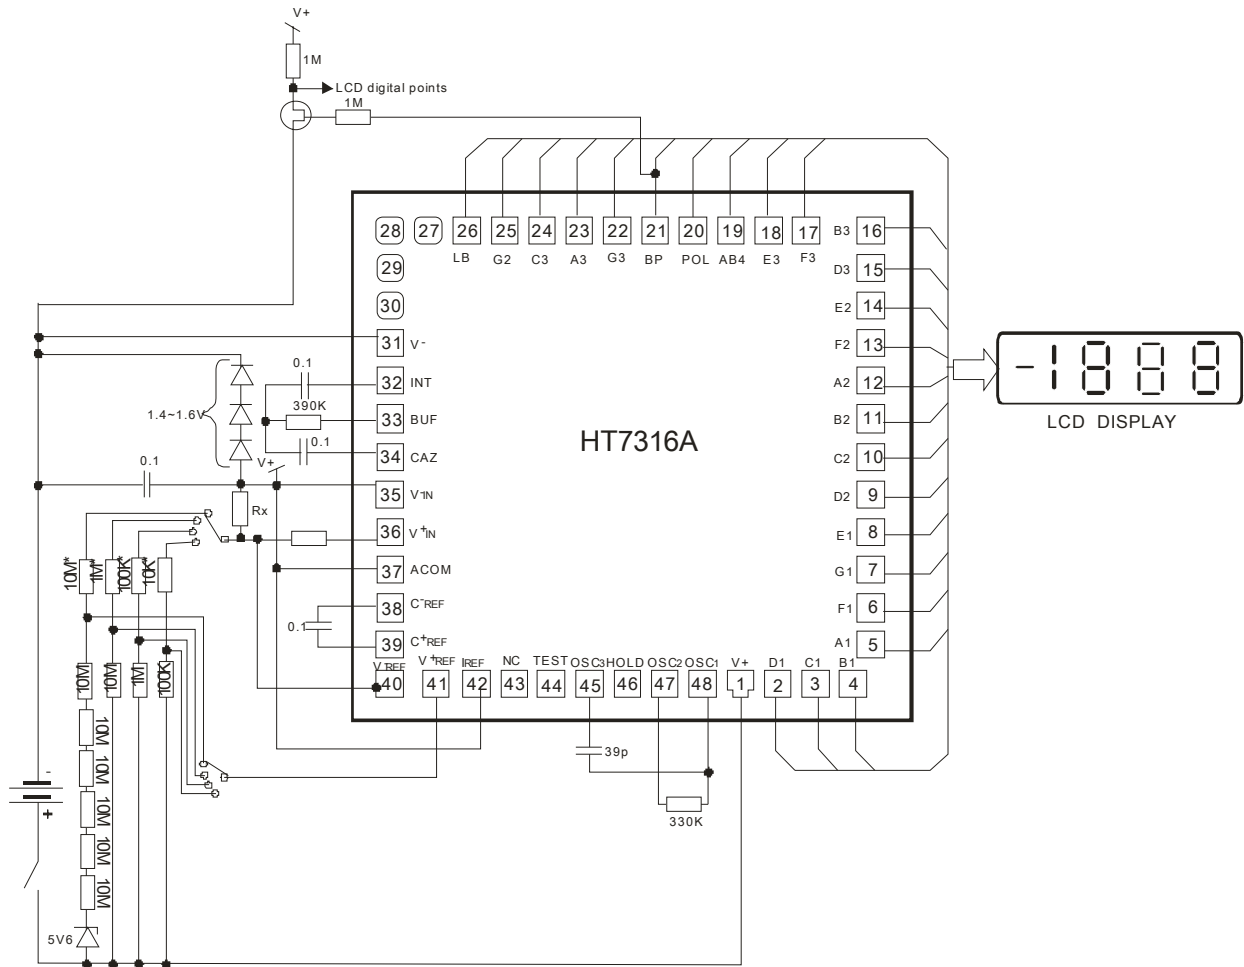 V+
1M
LCD digital points
1M
28
27
26
25
24
23
22
21
20
19
18
17
LB
G2
C3
A3
G3
BP
POL
AB4
E3
F3
B3 16
D3 15
E2 14
F2 13
A2 12
B2 11
C2 10
D2 9
E1 8
G1 7
F1 6
A1 5
29
30
31 V-
32 INT
33 BUF
34 CAZ
35 V-IN
36 V+IN
37 ACOM
38 C-REF
39 C+REF
V-REF
V+REF
IREF
NC
TEST
OSC3
HOLD
OSC2
OSC1
V+
D1
C1
B1
40
41
42
43
44
45
46
47
48
1
2
3
4
HT7316A
-1888
LCD DISPLAY
0.1
390K
0.1
1.4~1.6V
V+
0.1
Rx
10M*
1M*
100K*
10K*
0.1
10M
10M
1M
100K
10M
10M
10M
10M
10M
39p
330K
-
+
5V6